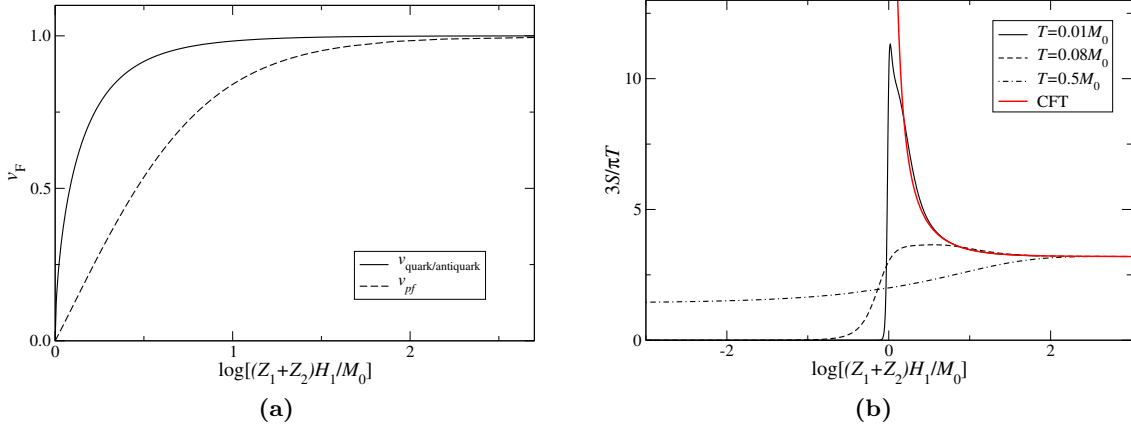 1.0
0.5
0.0
v_F
v_quark/antiquark
v_pf
0
1
2
log[(Z_1+Z_2)H_1/M_0]
(a)
10
5
0
3S/πT
T=0.01M_0
T=0.08M_0
T=0.5M_0
CFT
-2
0
2
log[(Z_1+Z_2)H_1/M_0]
(b)